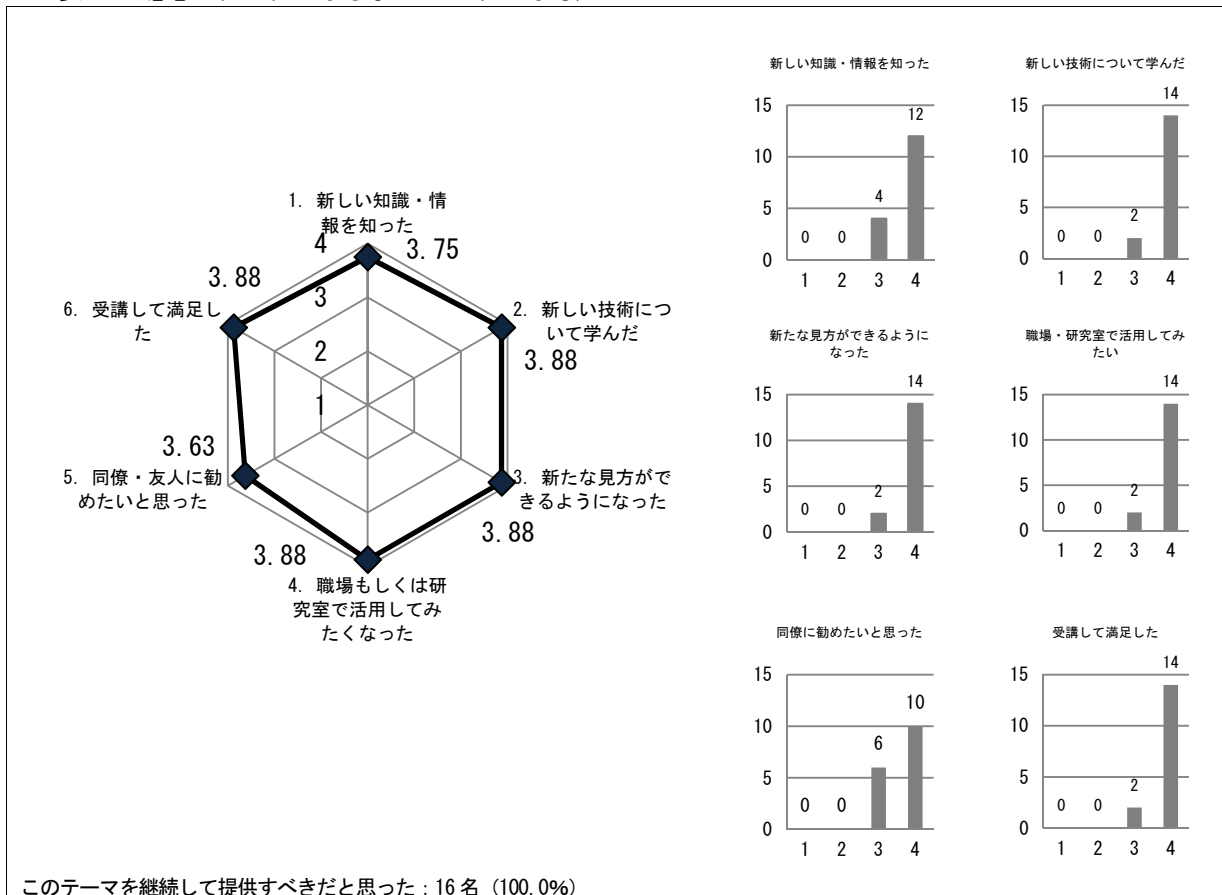 1. 新しい知識・情
報を知った
4
3.75
3.88
3
6. 受講して満足し
た
2. 新しい技術につ
いて学んだ
2
3.88
1
3.63
5. 同僚・友人に勧
めたいと思った
3. 新たな見方がで
きるようになった
3.88
3.88
4. 職場もしくは研
究室で活用してみ
たくなった
新しい知識・情報を知った
15
10
5
0
0
0
4
12
1 2 3 4
新しい技術について学んだ
15
10
5
0
0
0
2
14
1 2 3 4
新たな見方ができるように
なった
15
10
5
0
0
0
2
14
1 2 3 4
職場・研究室で活用してみ
たい
15
10
5
0
0
0
2
14
1 2 3 4
同僚に勧めたいと思った
15
10
5
0
0
0
6
10
1 2 3 4
受講して満足した
15
10
5
0
0
0
2
14
1 2 3 4
このテーマを継続して提供すべきだと思った：16名（100.0%）